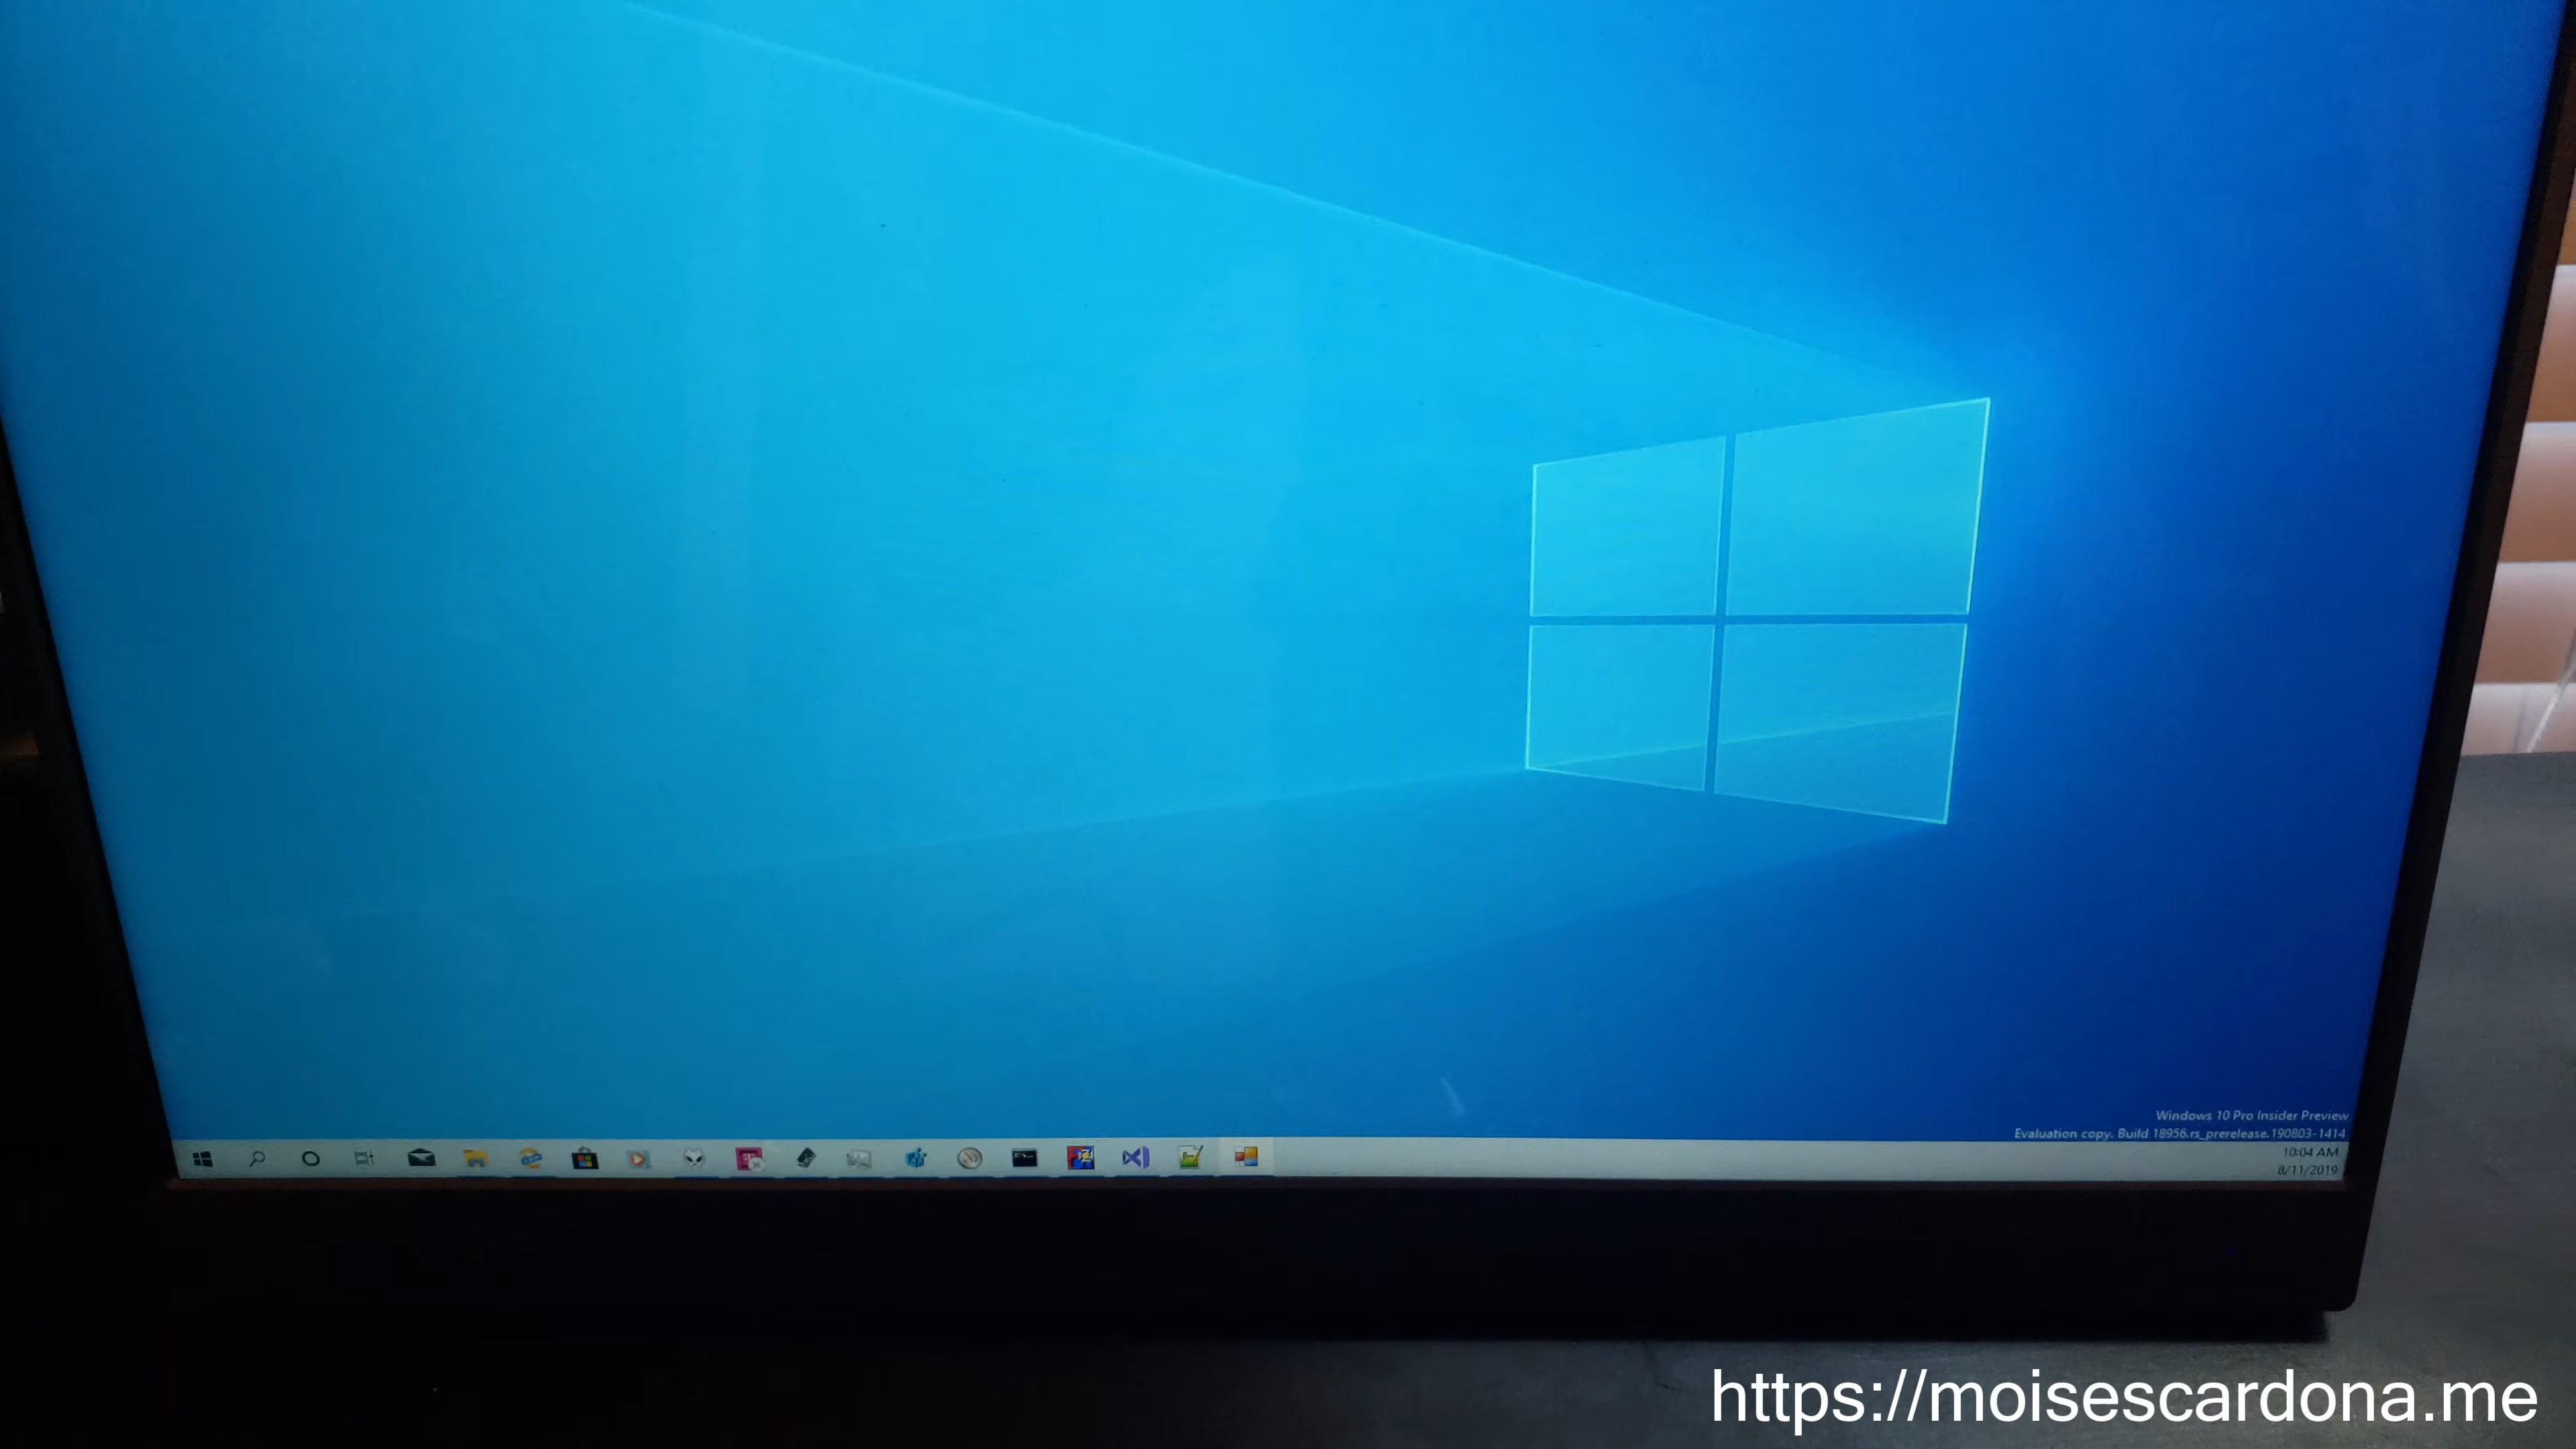 Windows 10 Pro Insider Preview
Evaluation copy. Build 18956.rs_prerelease.190803-1414
10:04 AM
8/11/2019
https://moisescardona.me